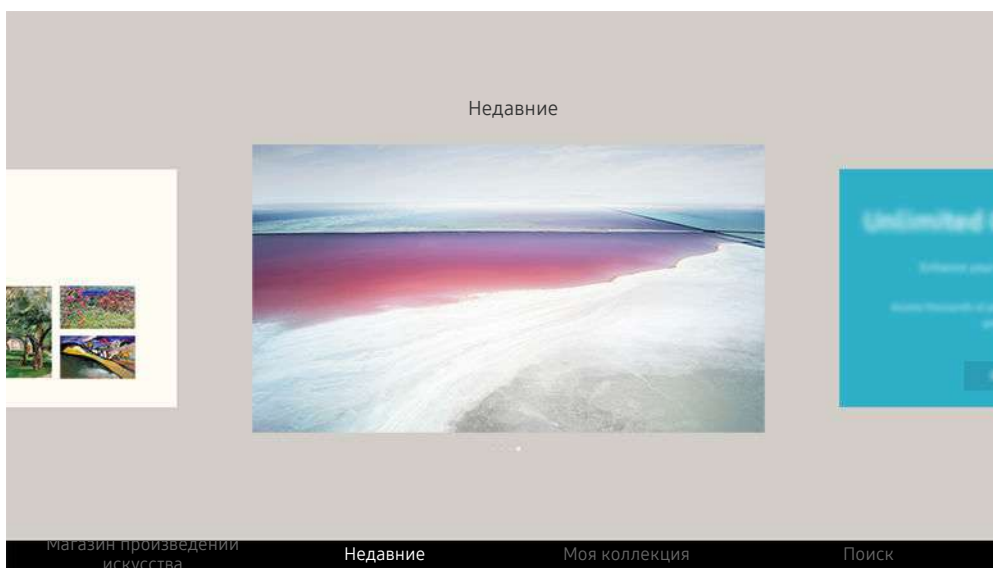 Недавние
Unlimited
Магазин произведений
искусства
Недавние
Моя коллекция
Поиск